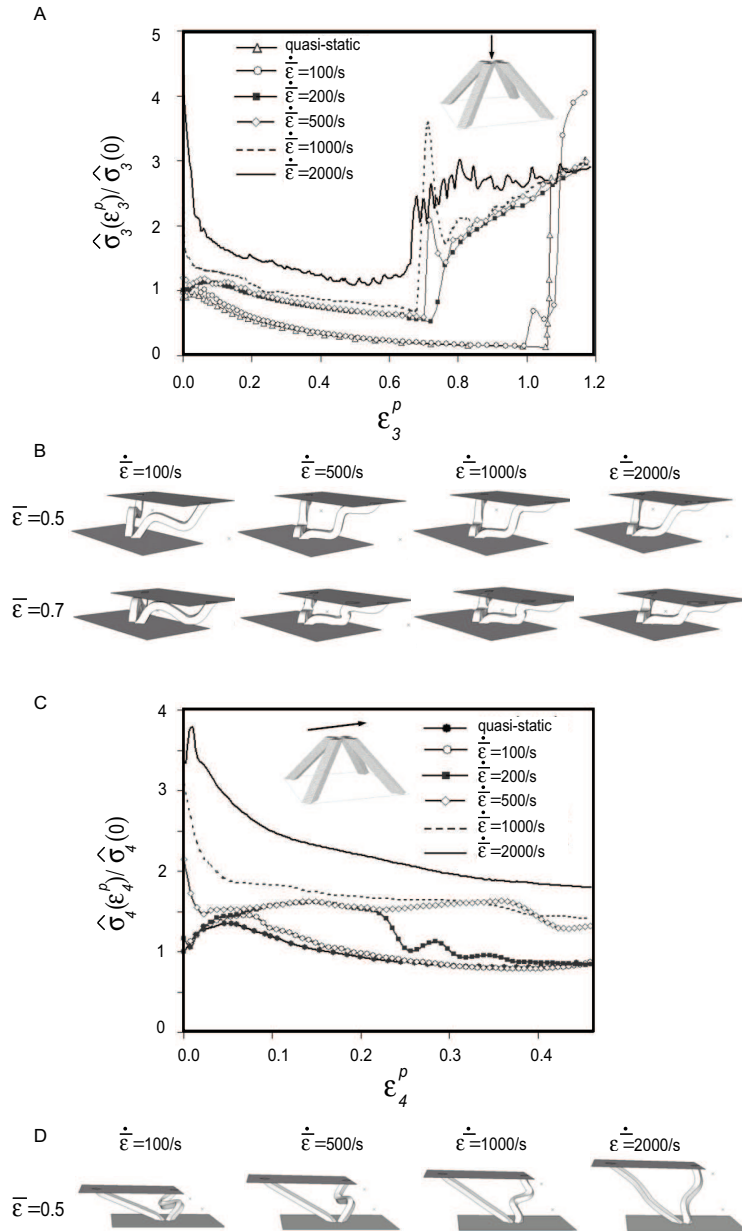 A
5
4
3
2
1
0
0.0 0.2 0.4 0.6 0.8 1.0 1.2
σ̂₃(ε₃ᵖ)/ σ̂₃(0)
ε₃ᵖ
quasi-static
ε̄̇=100/s
ε̄̇=200/s
ε̄̇=500/s
ε̄̇=1000/s
ε̄̇=2000/s
B
ε̄̇=100/s ε̄̇=500/s ε̄̇=1000/s ε̄̇=2000/s
ε̄=0.5
ε̄=0.7
C
4
3
2
1
0
0.0 0.1 0.2 0.3 0.4
σ̂₄(ε₄ᵖ)/ σ̂₄(0)
ε₄ᵖ
quasi-static
ε̄̇=100/s
ε̄̇=200/s
ε̄̇=500/s
ε̄̇=1000/s
ε̄̇=2000/s
D
ε̄̇=100/s ε̄̇=500/s ε̄̇=1000/s ε̄̇=2000/s
ε̄=0.5